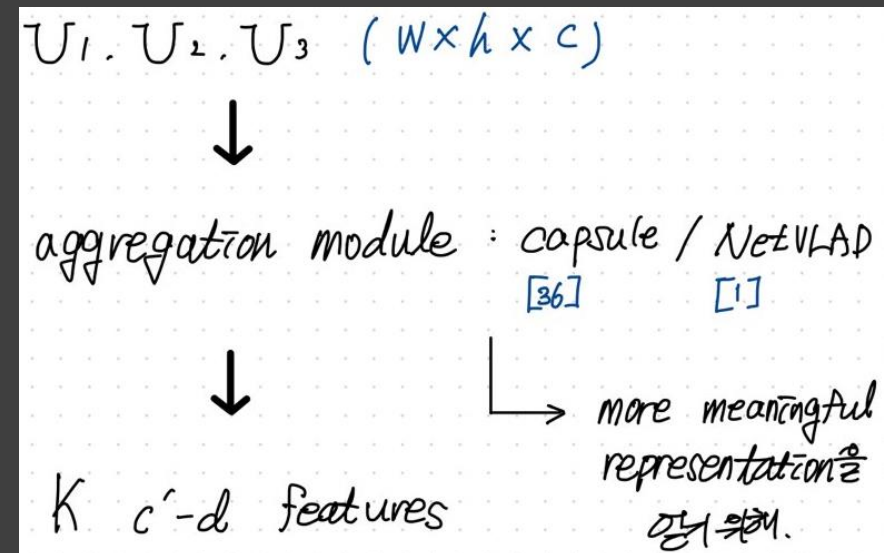 U₁. U₂. U₃ (W×h×C)
↓
aggregation module : capsule / NetVLAD
[36] [1]
↓
→ more meaningful
representation을
얻기 위해.
K c'-d features